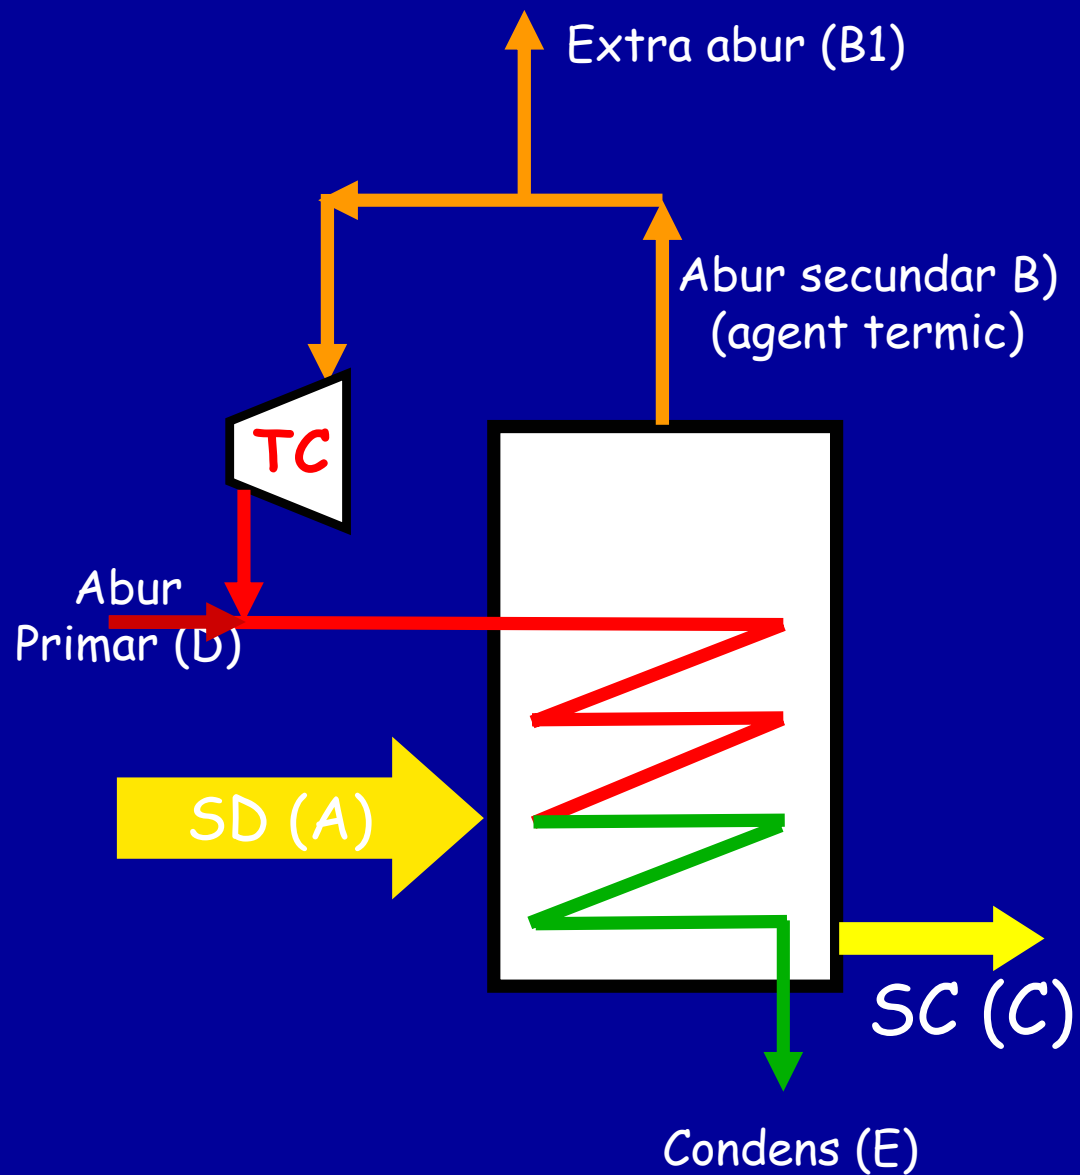 Extra abur (B1)
Abur secundar B)
(agent termic)
TC
Abur
Primar (D)
SD (A)
SC (C)
Condens (E)